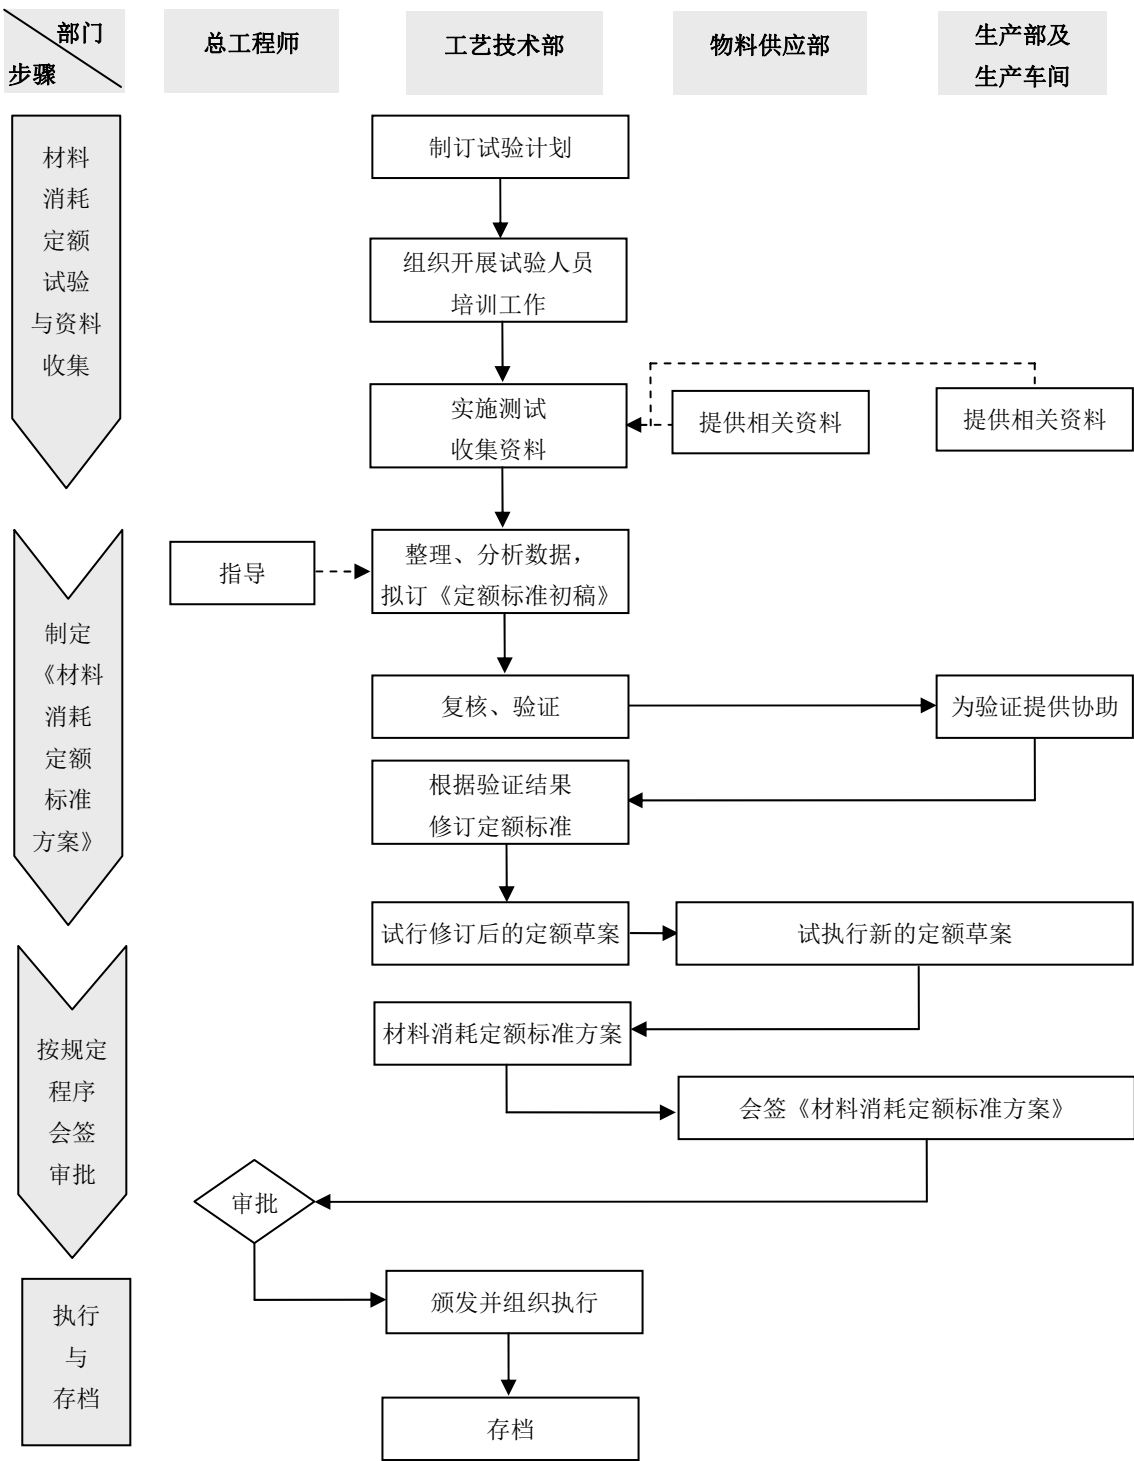 部门
步骤
总工程师
工艺技术部
物料供应部
生产部及
生产车间
材料
消耗
定额
试验
与资料
收集
制订试验计划
组织开展试验人员
培训工作
实施测试
收集资料
提供相关资料
提供相关资料
制定
《材料
消耗
定额
标准
方案》
指导
整理、分析数据，
拟订《定额标准初稿》
复核、验证
为验证提供协助
根据验证结果
修订定额标准
试行修订后的定额草案
试执行新的定额草案
按规定
程序
会签
审批
材料消耗定额标准方案
会签《材料消耗定额标准方案》
审批
执行
与
存档
颁发并组织执行
存档